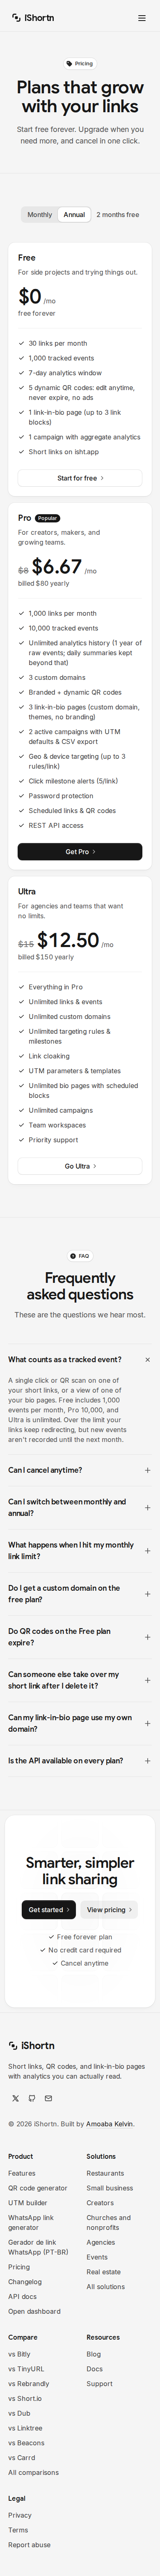 iShortn
Pricing
Plans that grow
with your links
Start free forever. Upgrade when you
need more, and cancel in one click.
Monthly
Annual
2 months free
Free
For side projects and trying things out.
$0 /mo
free forever
30 links per month
1,000 tracked events
7-day analytics window
5 dynamic QR codes: edit anytime,
never expire, no ads
1 link-in-bio page (up to 3 link
blocks)
1 campaign with aggregate analytics
Short links on isht.app
Start for free
Pro Popular
For creators, makers, and
growing teams.
$8 $6.67 /mo
billed $80 yearly
1,000 links per month
10,000 tracked events
Unlimited analytics history (1 year of
raw events; daily summaries kept
beyond that)
3 custom domains
Branded + dynamic QR codes
3 link-in-bio pages (custom domain,
themes, no branding)
2 active campaigns with UTM
defaults & CSV export
Geo & device targeting (up to 3
rules/link)
Click milestone alerts (5/link)
Password protection
Scheduled links & QR codes
REST API access
Get Pro
Ultra
For agencies and teams that want
no limits.
$15 $12.50 /mo
billed $150 yearly
Everything in Pro
Unlimited links & events
Unlimited custom domains
Unlimited targeting rules &
milestones
Link cloaking
UTM parameters & templates
Unlimited bio pages with scheduled
blocks
Unlimited campaigns
Team workspaces
Priority support
Go Ultra
FAQ
Frequently
asked questions
These are the questions we hear most.
What counts as a tracked event?
A single click or QR scan on one of
your short links, or a view of one of
your bio pages. Free includes 1,000
events per month, Pro 10,000, and
Ultra is unlimited. Over the limit your
links keep redirecting, but new events
aren't recorded until next month.
Can I cancel anytime?
Can I switch between monthly and
annual?
What happens when I hit my monthly
link limit?
Do I get a custom domain on the
free plan?
Do QR codes on the Free plan
expire?
Can someone else take over my
short link after I delete it?
Can my link-in-bio page use my own
domain?
Is the API available on every plan?
Smarter, simpler
link sharing
Get started
View pricing
Free forever plan
No credit card required
Cancel anytime
iShortn
Short links, QR codes, and link-in-bio pages
with analytics you can actually read.
© 2026 iShortn. Built by Amoaba Kelvin.
Product
Features
QR code generator
UTM builder
WhatsApp link
generator
Gerador de link
WhatsApp (PT-BR)
Pricing
Changelog
API docs
Open dashboard
Solutions
Restaurants
Small business
Creators
Churches and
nonprofits
Agencies
Events
Real estate
All solutions
Compare
vs Bitly
vs TinyURL
vs Rebrandly
vs Short.io
vs Dub
vs Linktree
vs Beacons
vs Carrd
All comparisons
Resources
Blog
Docs
Support
Legal
Privacy
Terms
Report abuse